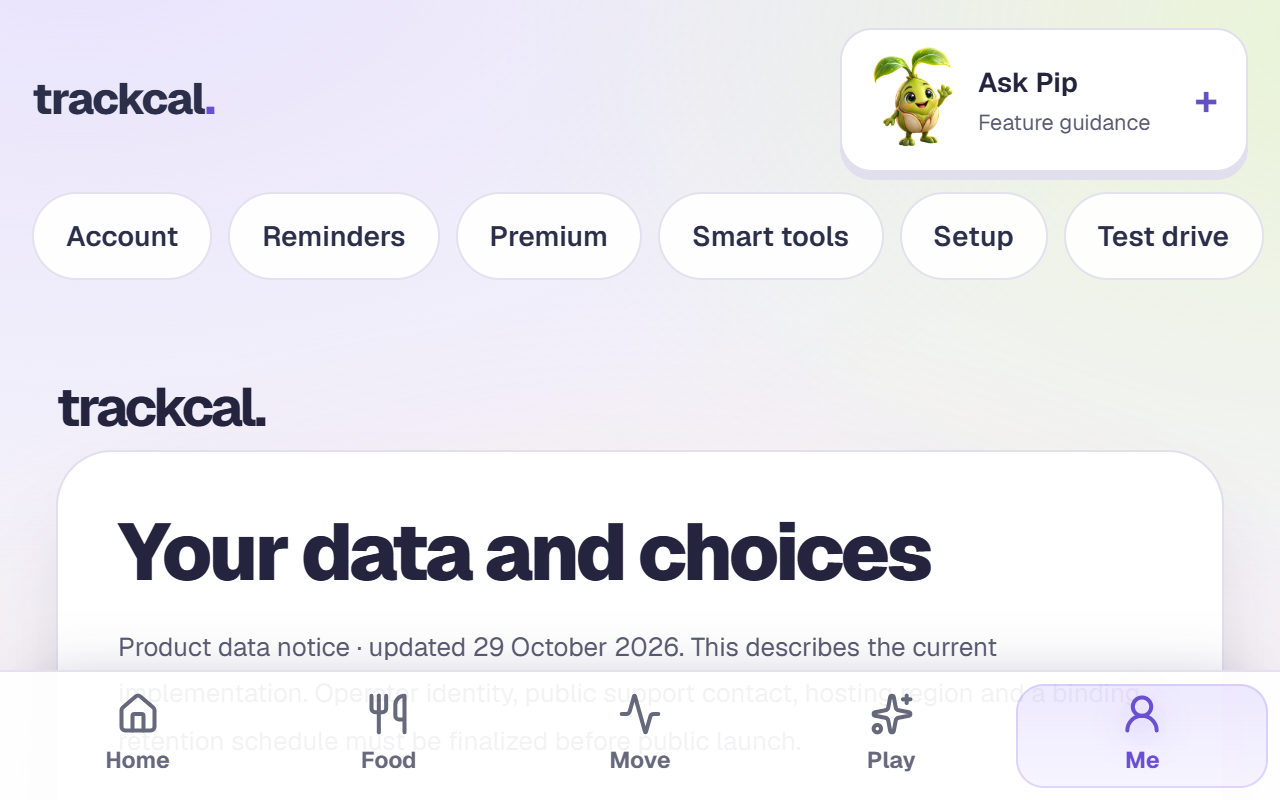 trackcal.
Ask Pip
Feature guidance
+
Account
Reminders
Premium
Smart tools
Setup
Test drive
trackcal.
Your data and choices
Product data notice · updated 29 October 2026. This describes the current
implementation. Operator identity, public support contact, hosting region and a binding
retention schedule must be finalized before public launch.
Home
Food
Move
Play
Me